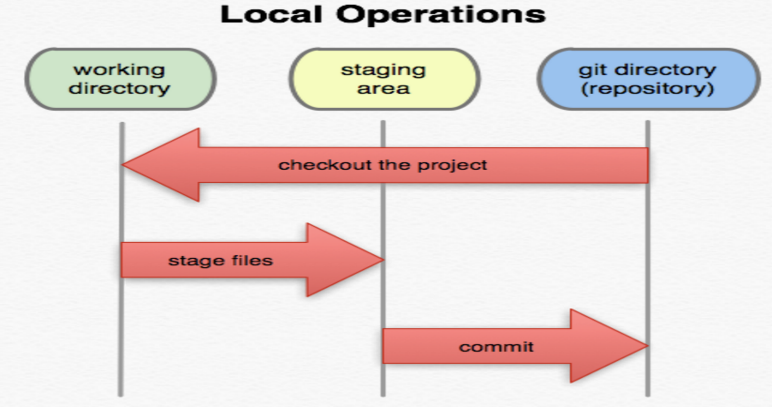 Local Operations
working
directory
staging
area
git directory
(repository)
checkout the project
stage files
commit